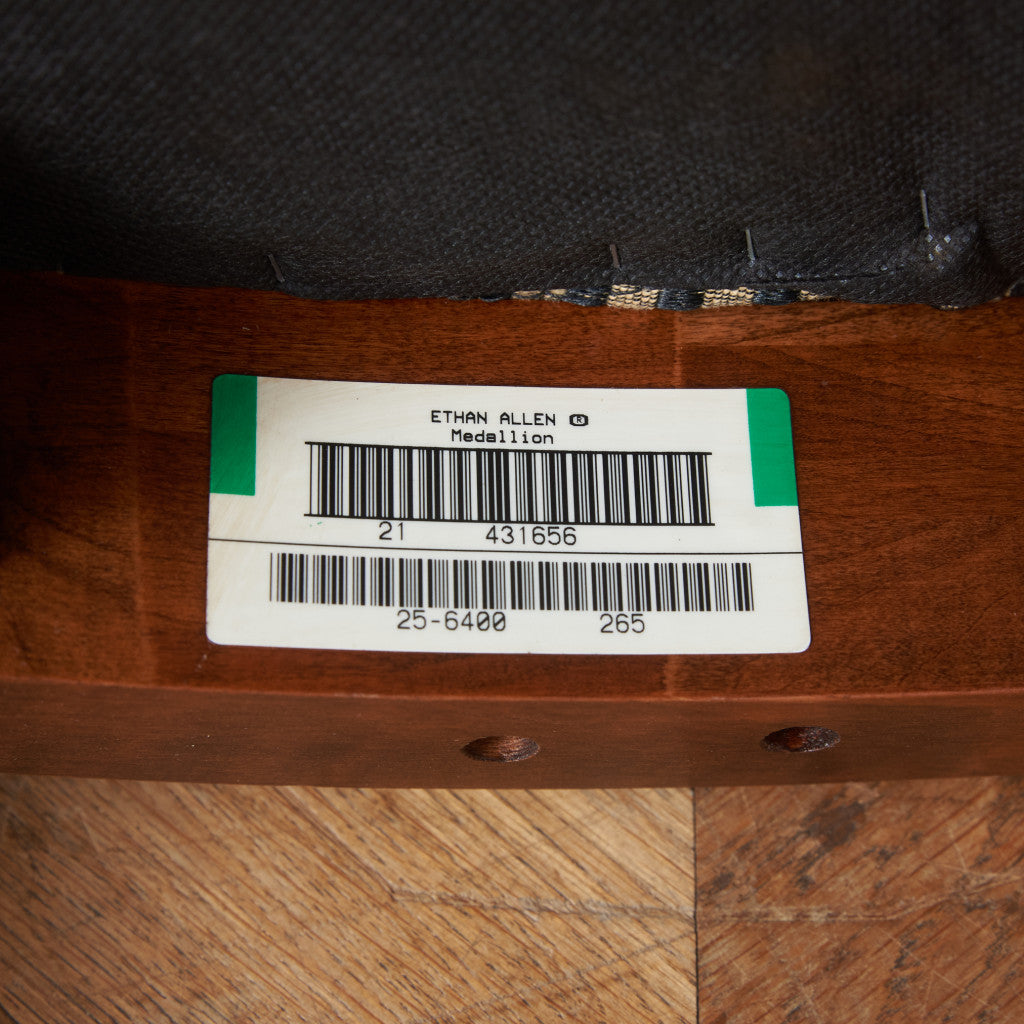 ETHAN ALLEN ®
Medallion
21 431656
25-6400 265